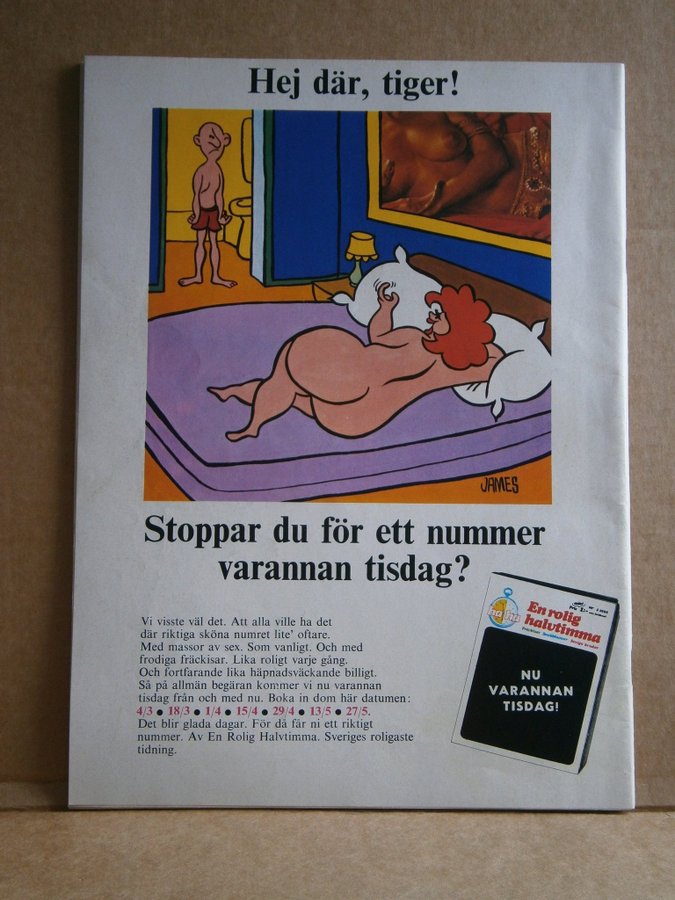 Hej där, tiger!
JAMES
Stoppar du för ett nummer
varannan tisdag?
Vi visste väl det. Att alla ville ha det
där riktiga sköna numret lite' oftare.
Med massor av sex. Som vanligt. Och med
frodiga fräckisar. Lika roligt varje gång.
Och fortfarande lika häpnadsväckande billigt.
Så på allmän begäran kommer vi nu varannan
tisdag från och med nu. Boka in dom här datumen:
4/3 • 18/3 • 1/4 • 15/4 • 29/4 • 13/5 • 27/5.
Det blir glada dagar. För då får ni ett riktigt
nummer. Av En Rolig Halvtimma. Sveriges roligaste
tidning.
En rolig
halvtimma
NU
VARANNAN
TISDAG!